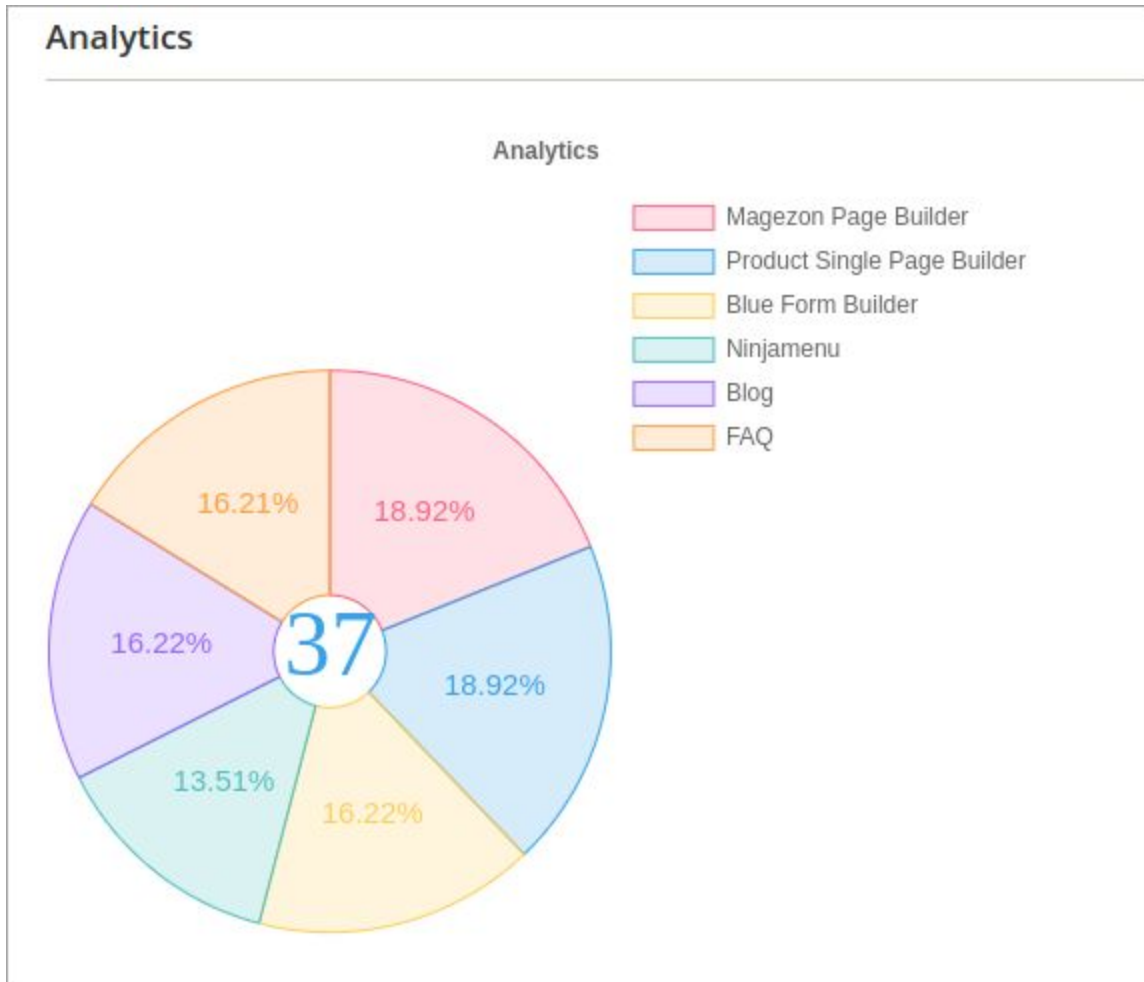 Analytics
Analytics
Magezon Page Builder
Product Single Page Builder
Blue Form Builder
Ninjamenu
Blog
FAQ
16.21%
18.92%
16.22%
37
18.92%
13.51%
16.22%